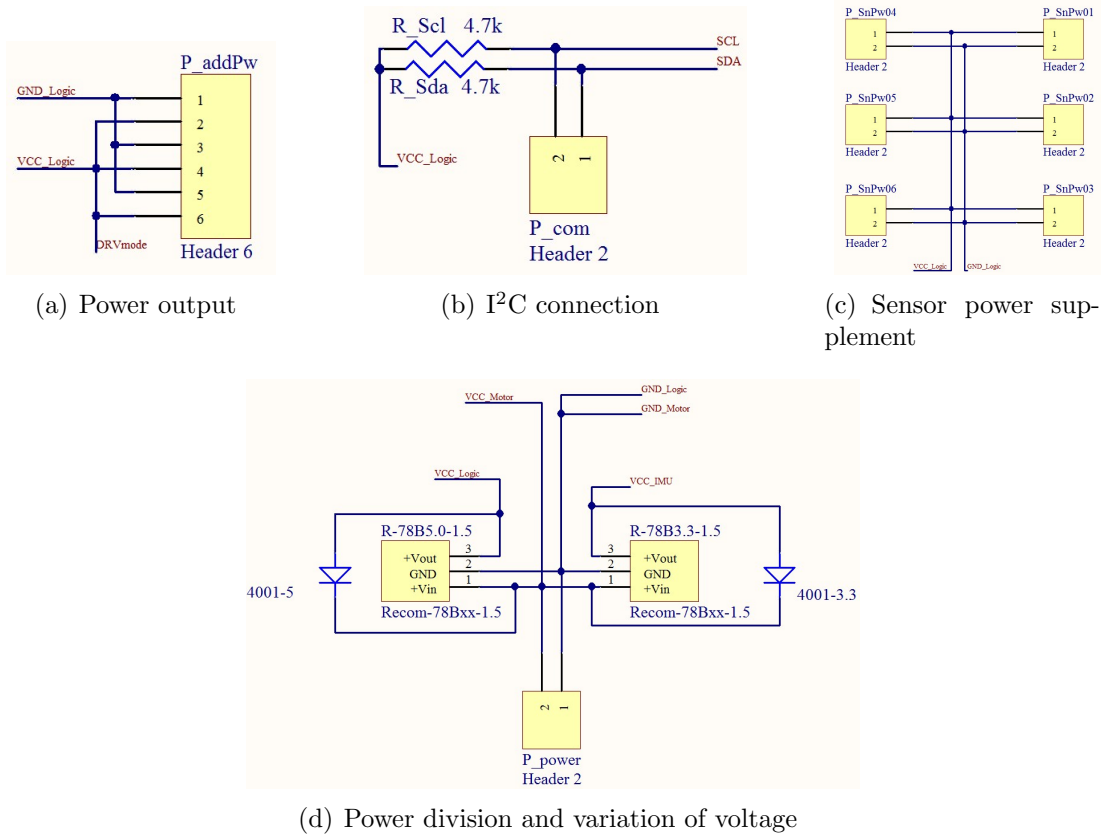 P_addPw
GND_Logic
1
2
3
VCC_Logic
4
5
6
DRVmode
Header 6
(a) Power output
R_Scl 4.7k
SCL
SDA
R_Sda 4.7k
VCC_Logic
2 1
P_com
Header 2
(b) I²C connection
P_SnPw04
1
2
Header 2
P_SnPw01
1
2
Header 2
P_SnPw05
1
2
Header 2
P_SnPw02
1
2
Header 2
P_SnPw06
1
2
Header 2
P_SnPw03
1
2
Header 2
VCC_Logic GND_Logic
(c) Sensor power sup-
plement
GND_Logic
VCC_Motor
GND_Motor
VCC_Logic
VCC_IMU
R-78B5.0-1.5
+Vout 3
GND 2
+Vin 1
Recom-78Bxx-1.5
4001-5
R-78B3.3-1.5
3 +Vout
2 GND
1 +Vin
Recom-78Bxx-1.5
4001-3.3
2 1
P_power
Header 2
(d) Power division and variation of voltage